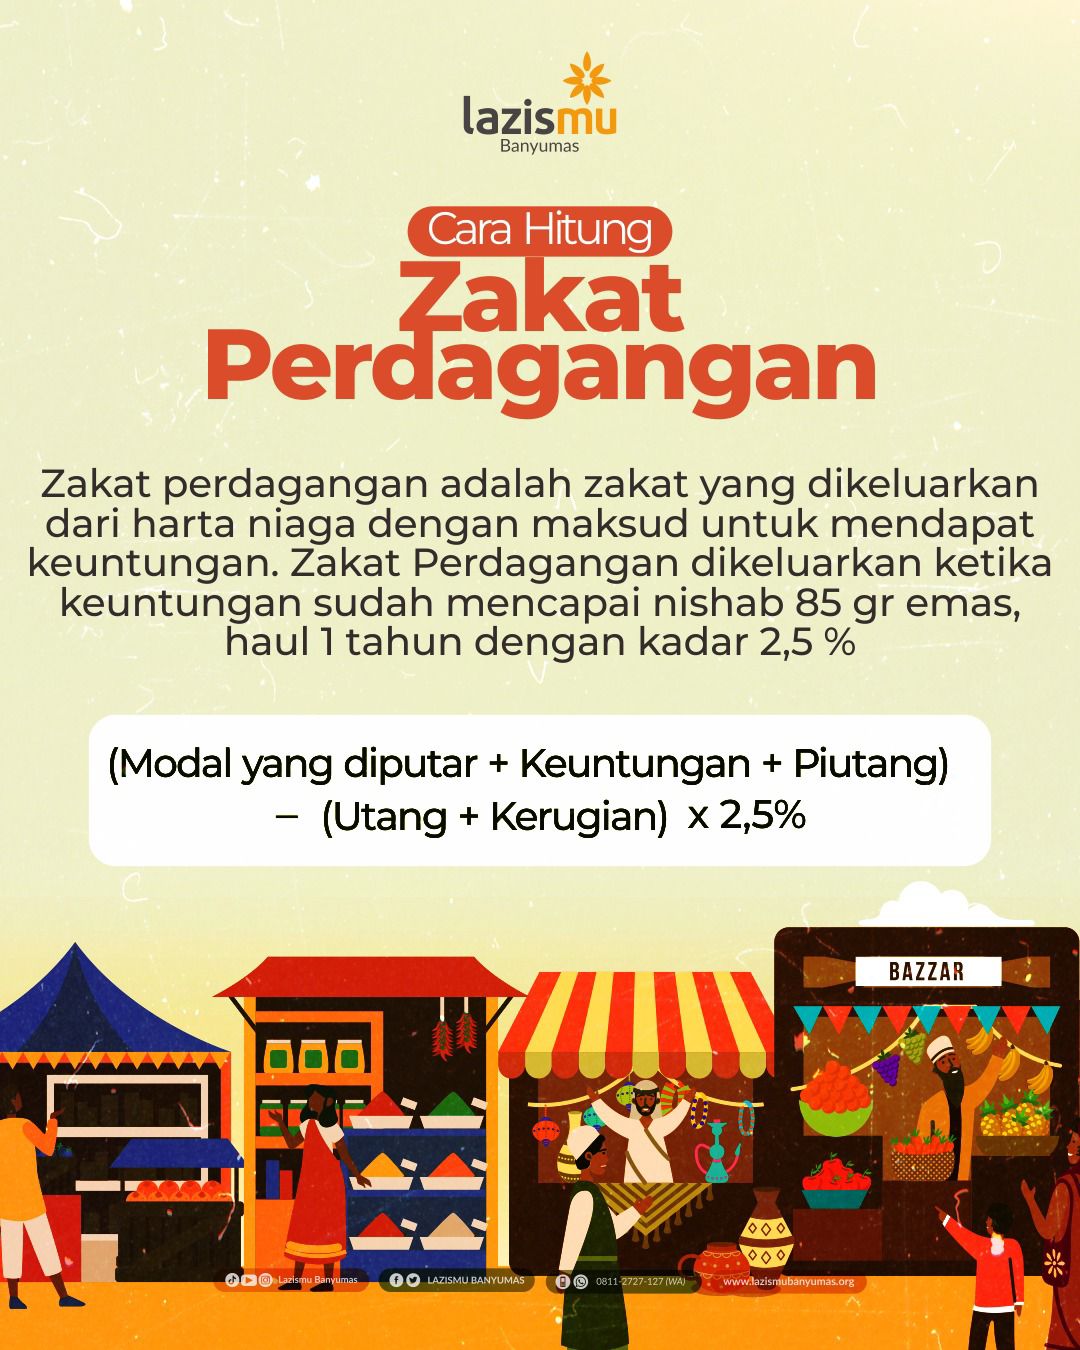 lazismu
Banyumas
Cara Hitung
Zakat
Perdagangan
Zakat perdagangan adalah zakat yang dikeluarkan
dari harta niaga dengan maksud untuk mendapat
keuntungan. Zakat Perdagangan dikeluarkan ketika
keuntungan sudah mencapai nishab 85 gr emas,
haul 1 tahun dengan kadar 2,5 %
(Modal yang diputar + Keuntungan + Piutang)
– (Utang + Kerugian) x 2,5%
BAZZAR
Lazismu Banyumas
LAZISMU BANYUMAS
0811-2727-127 (WA)
www.lazismubanyumas.org